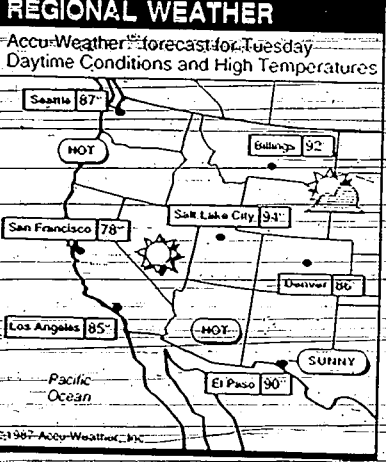 REGIONAL WEATHER
Accu-Weather™ forecast for Tuesday
Daytime Conditions and High Temperatures
Seattle 87°
HOT
Billings 92°
Salt Lake City 94°
San Francisco 78°
Denver 86°
Los Angeles 85°
HOT
SUNNY
El Paso 90°
Pacific
Ocean
©1987 Accu-Weather, Inc.